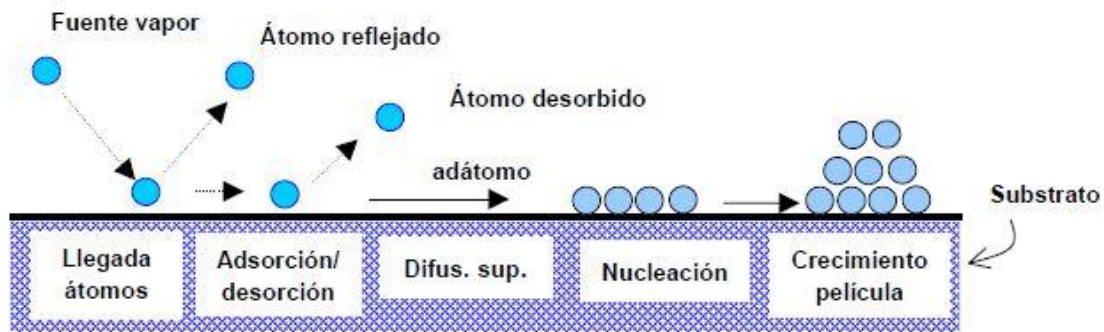 Fuente vapor
Átomo reflejado
Átomo desorbido
adátomo
Substrato
Llegada
átomos
Adsorción/
desorción
Difus. sup.
Nucleación
Crecimiento
película